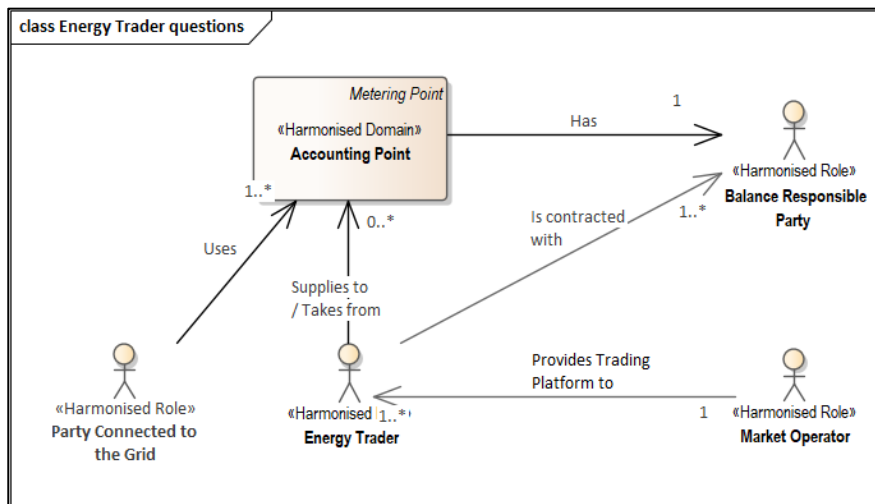 class Energy Trader questions
Metering Point
«Harmonised Domain»
Accounting Point
1..*
0..*
Has
1
«Harmonised Role»
Balance Responsible
Party
1..*
Is contracted
with
Uses
Supplies to
/ Takes from
«Harmonised Role»
Party Connected to
the Grid
«Harmonised
1..*
Energy Trader
Provides Trading
Platform to
1
«Harmonised Role»
Market Operator